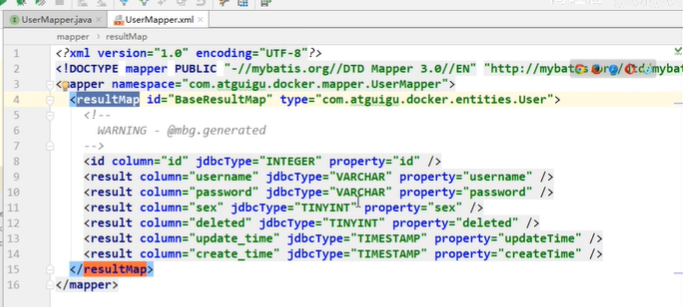 UserMapper.java × UserMapper.xml ×
mapper › resultMap
1 <?xml version="1.0" encoding="UTF-8"?>
2 <!DOCTYPE mapper PUBLIC "-//mybatis.org//DTD Mapper 3.0//EN" "http://mybatis.org/dtd/mybat
3 <mapper namespace="com.atguigu.docker.mapper.UserMapper">
4 <resultMap id="BaseResultMap" type="com.atguigu.docker.entities.User">
5 <!--
6 WARNING - @mbg.generated
7 -->
8 <id column="id" jdbcType="INTEGER" property="id" />
9 <result column="username" jdbcType="VARCHAR" property="username" />
10 <result column="password" jdbcType="VARCHAR" property="password" />
11 <result column="sex" jdbcType="TINYINT" property="sex" />
12 <result column="deleted" jdbcType="TINYINT" property="deleted" />
13 <result column="update_time" jdbcType="TIMESTAMP" property="updateTime" />
14 <result column="create_time" jdbcType="TIMESTAMP" property="createTime" />
15 </resultMap>
16 </mapper>